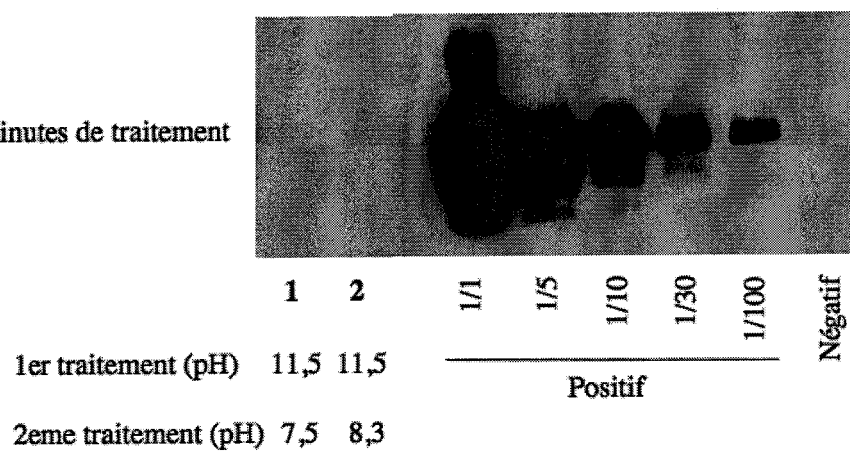 inutes de traitement
1 2 1/1 1/5 1/10 1/30 1/100 Négatif
1er traitement (pH) 11,5 11,5
Positif
2eme traitement (pH) 7,5 8,3